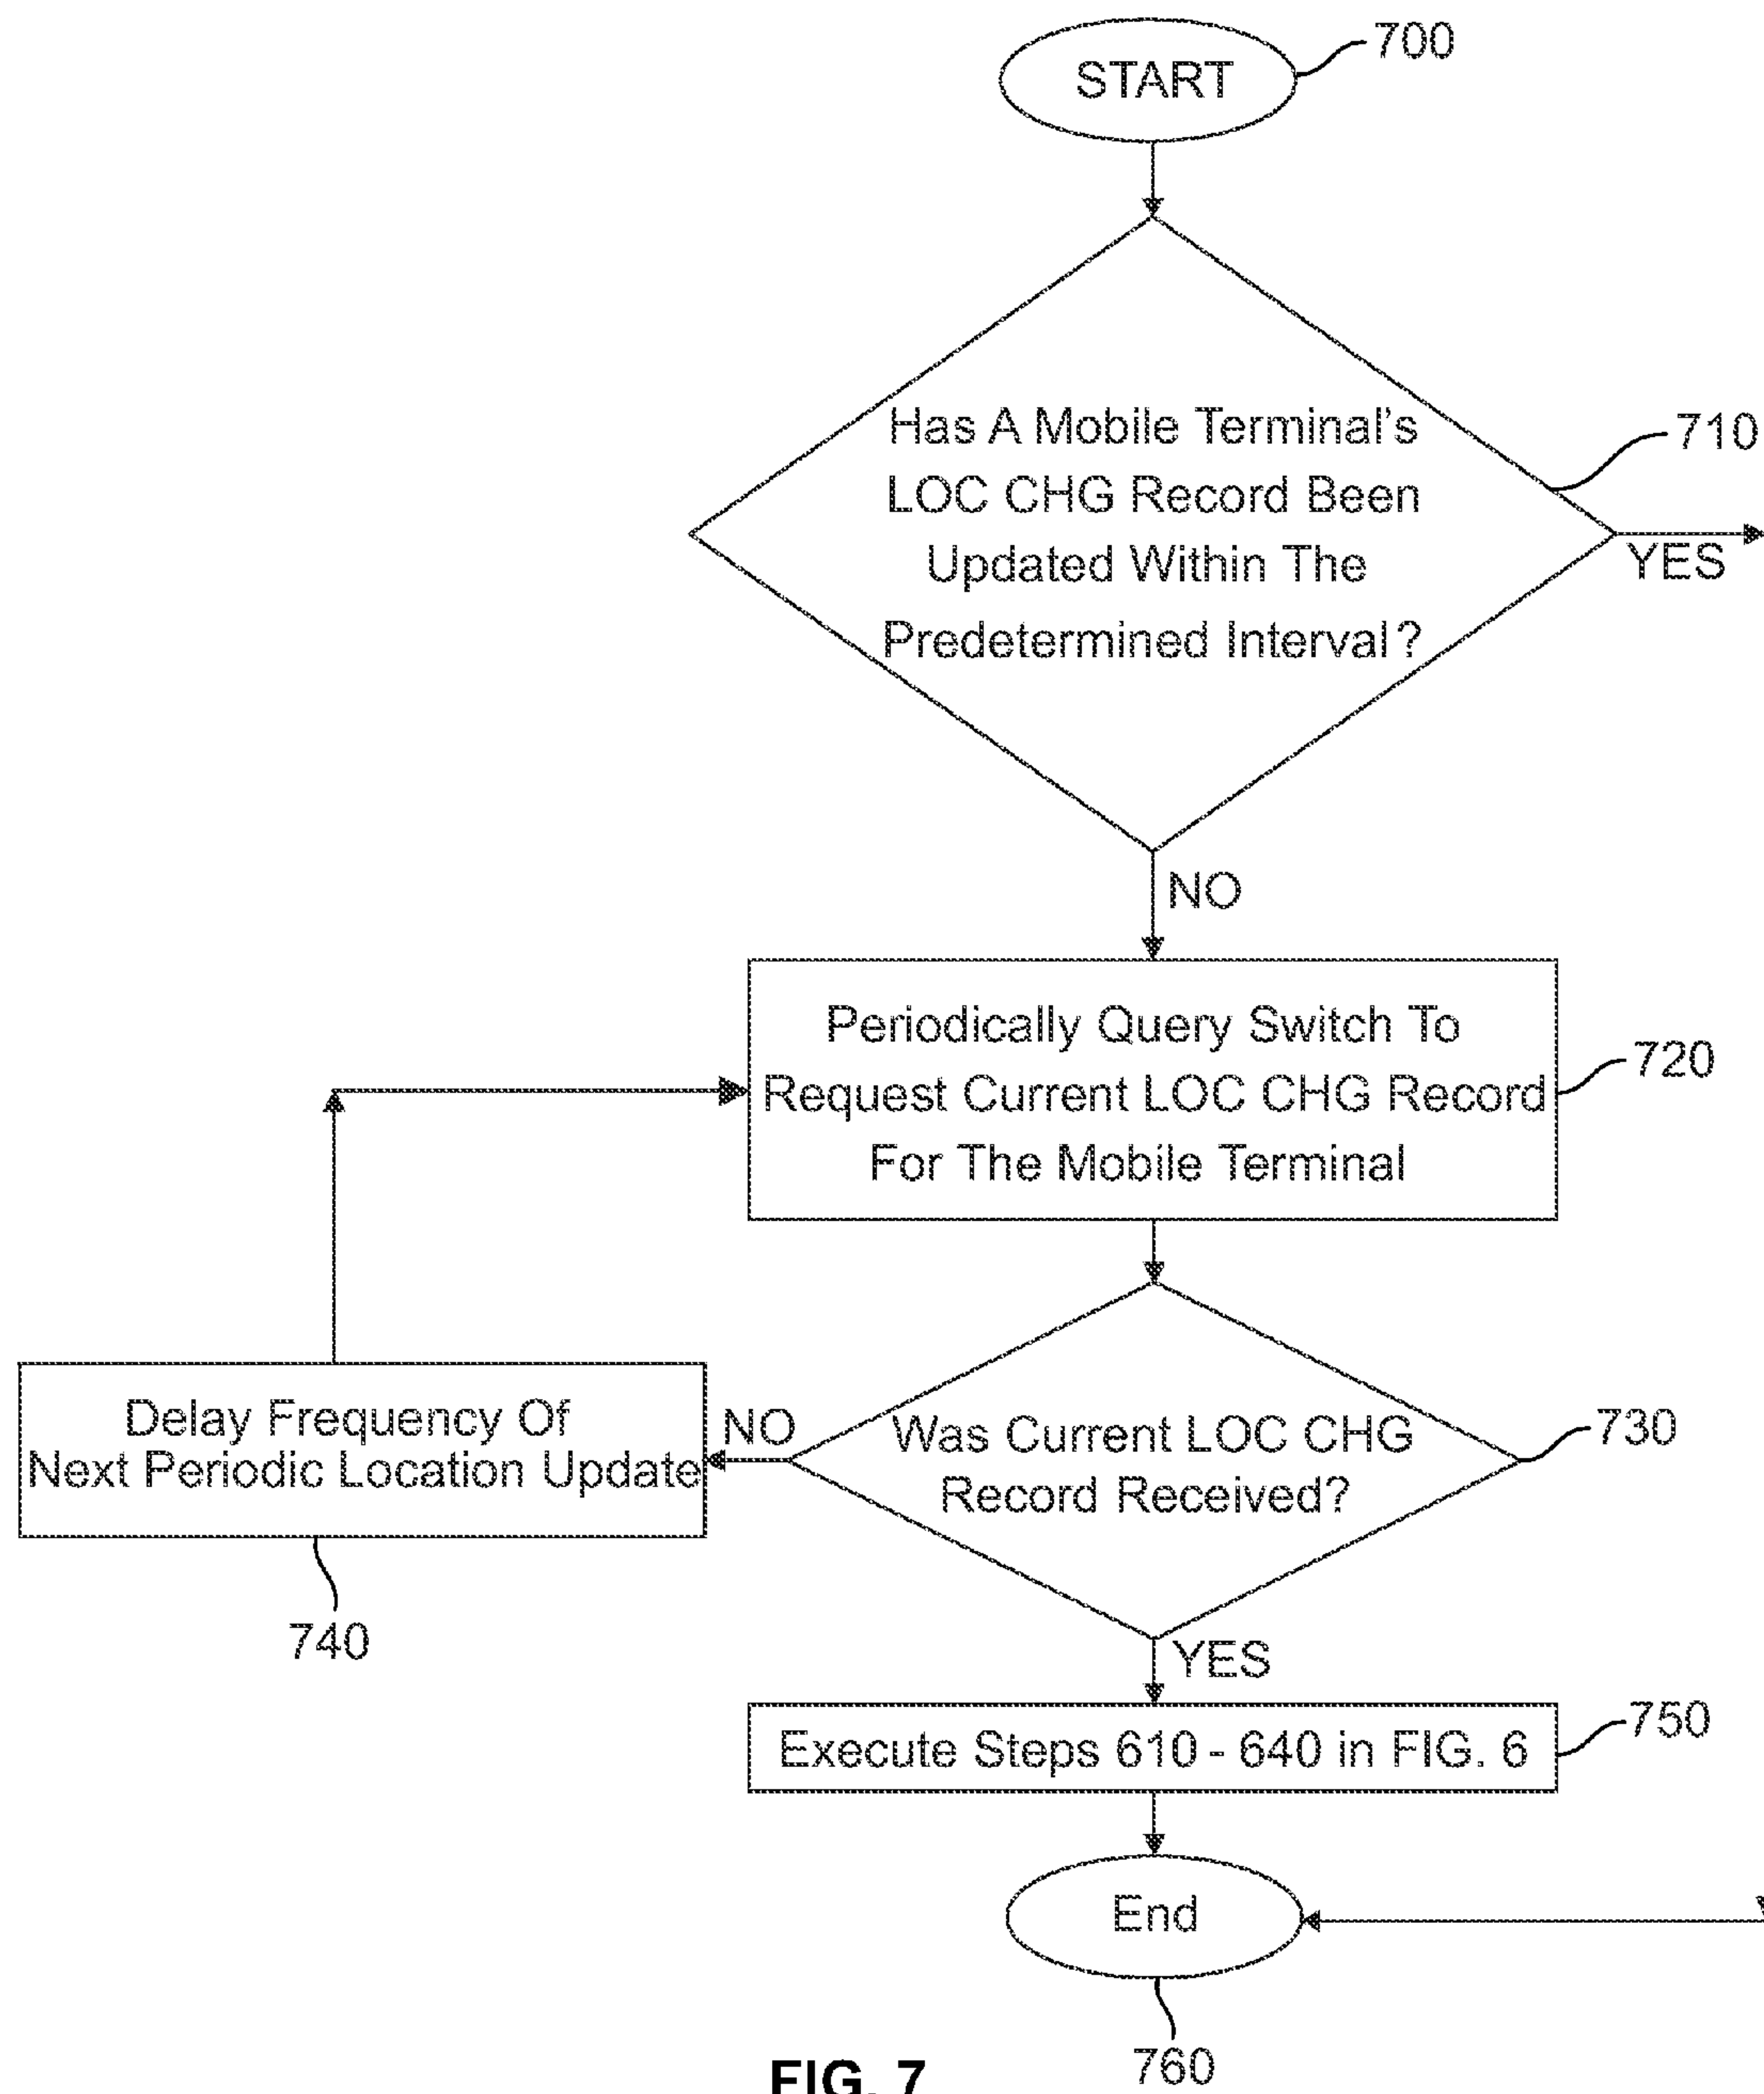 START
700
Has A Mobile Terminal's
LOC CHG Record Been
Updated Within The
Predetermined Interval?
710
YES
NO
Periodically Query Switch To
Request Current LOC CHG Record
For The Mobile Terminal
720
Was Current LOC CHG
Record Received?
730
NO
Delay Frequency Of
Next Periodic Location Update
740
YES
Execute Steps 610 - 640 in FIG. 6
750
End
760
FIG. 7